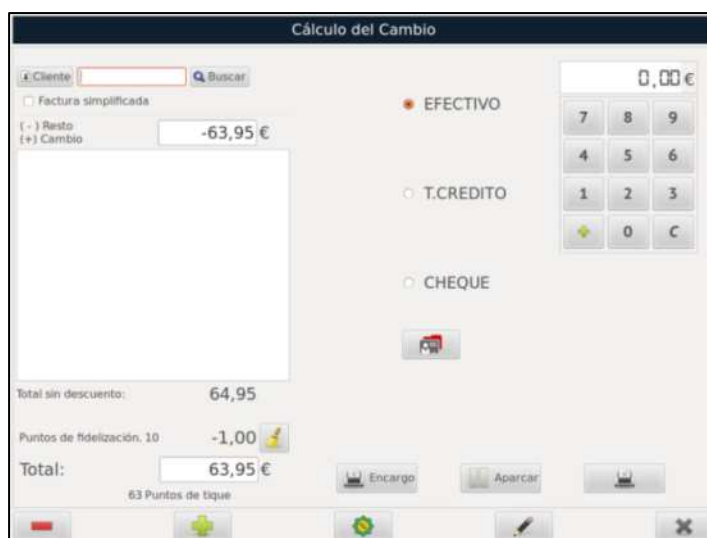 Cálculo del Cambio
Cliente
Buscar
Factura simplificada
( - ) Resto
(+) Cambio
-63,95 €
EFECTIVO
T.CREDITO
CHEQUE
0,00 €
7 8 9
4 5 6
1 2 3
0 C
Total sin descuento: 64,95
Puntos de fidelización. 10 -1,00
Total: 63,95 €
63 Puntos de tique
Encargo
Aparcar